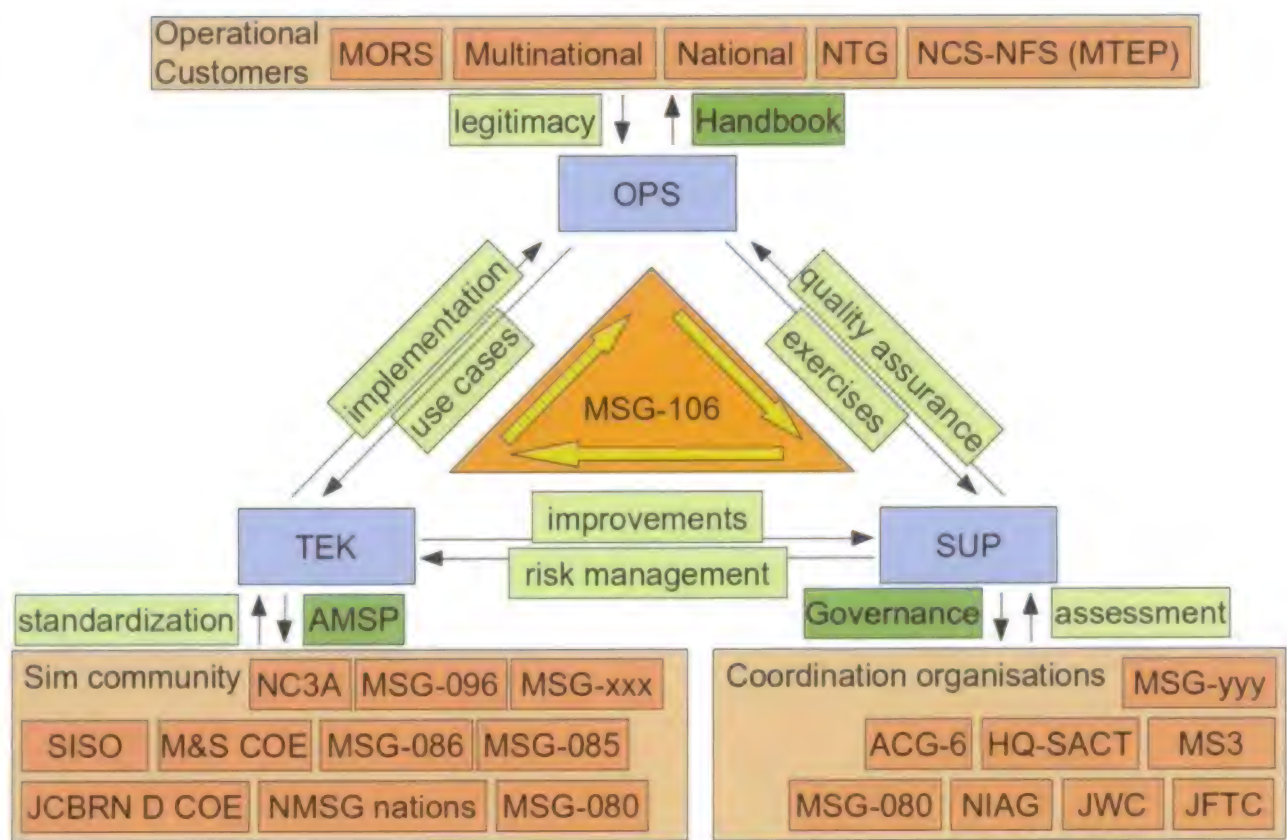 Operational
Customers
MORS
Multinational
National
NTG
NCS-NFS (MTEP)
legitimacy
Handbook
OPS
implementation
use cases
quality assurance
exercises
MSG-106
TEK
improvements
risk management
SUP
standardization
AMSP
Governance
assessment
Sim community
NC3A
MSG-096
MSG-xxx
SISO
M&S COE
MSG-086
MSG-085
JCBRN D COE
NMSG nations
MSG-080
Coordination organisations
MSG-yyy
ACG-6
HQ-SACT
MS3
MSG-080
NIAG
JWC
JFTC